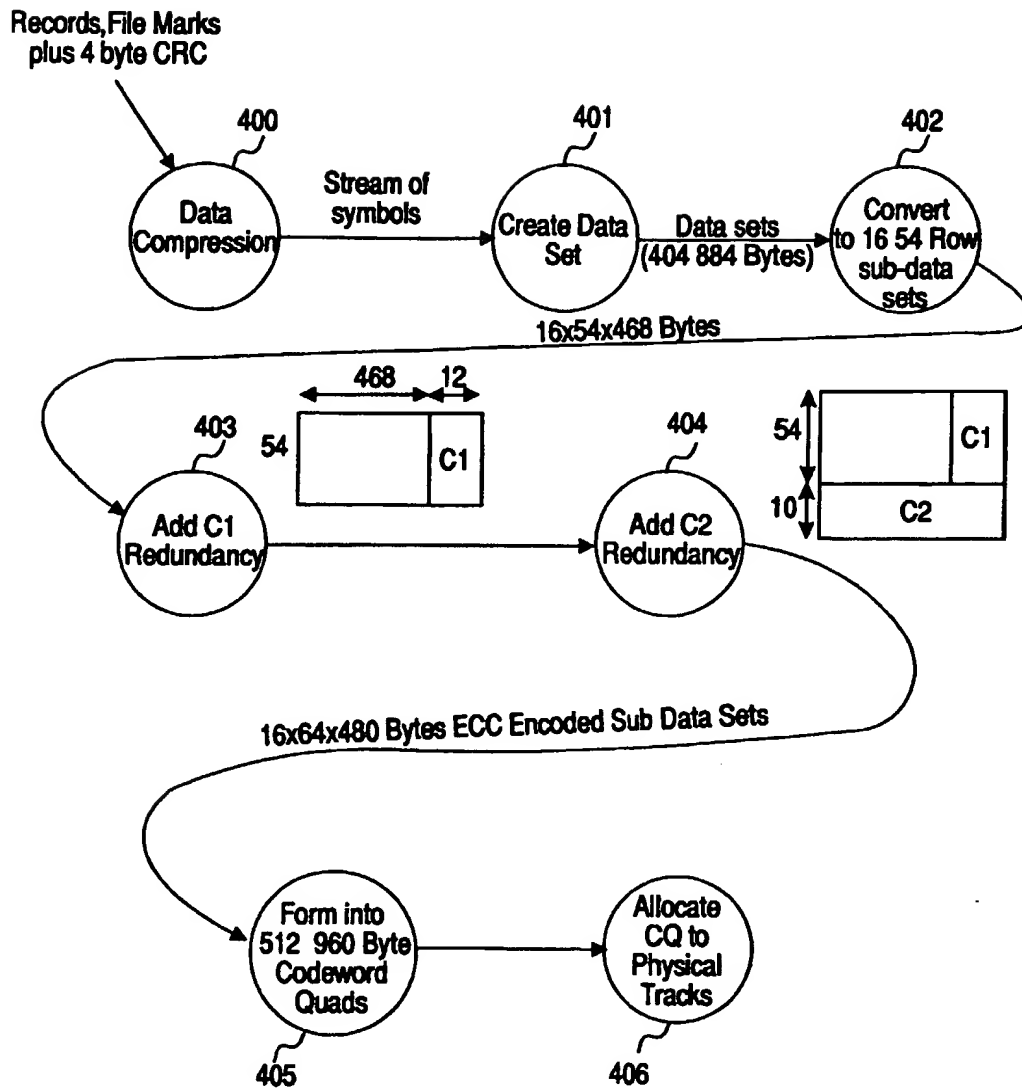 Records,File Marks
plus 4 byte CRC
400
401
402
Data
Compression
Stream of
symbols
Create Data
Set
Data sets
(404 884 Bytes)
Convert
to 16 54 Row
sub-data
sets
16x54x468 Bytes
468
12
54
C1
403
404
54
C1
10
C2
Add C1
Redundancy
Add C2
Redundancy
16x64x480 Bytes ECC Encoded Sub Data Sets
Form into
512 960 Byte
Codeword
Quads
Allocate
CQ to
Physical
Tracks
405
406